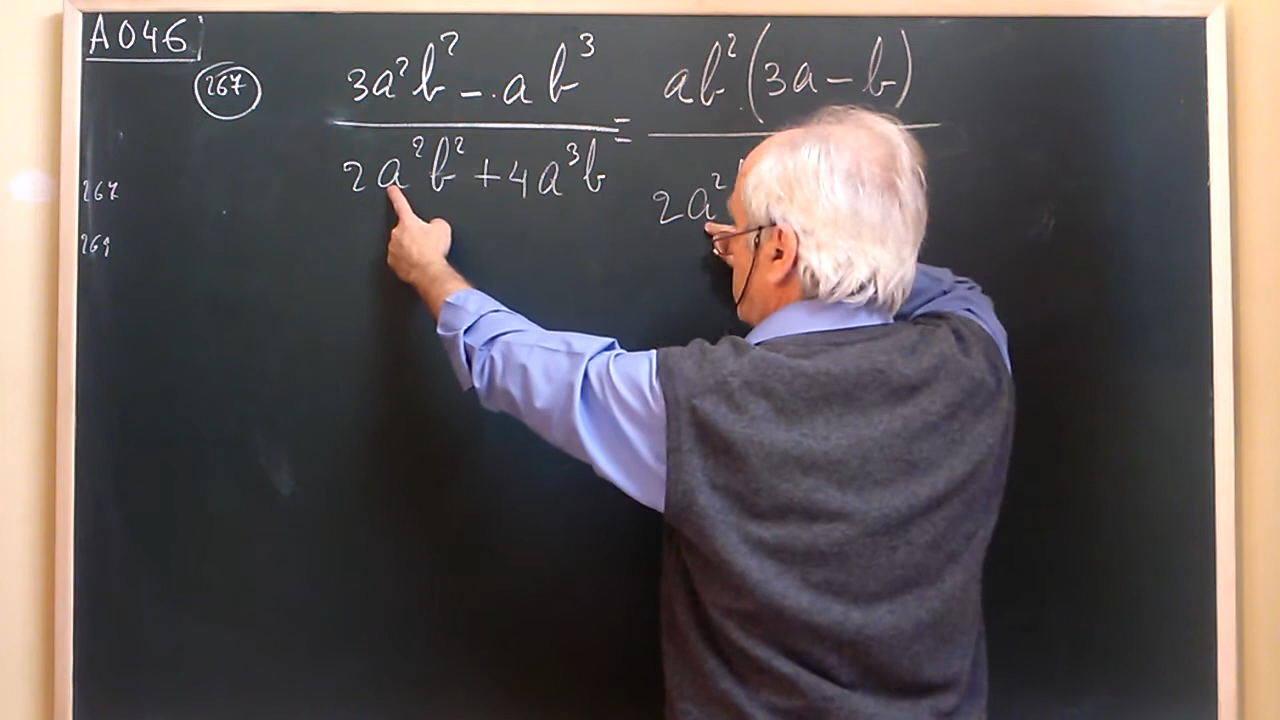 A046
267
3a²b² - ab³ = ab²(3a - b)
2a²b² + 4a³b 2a²
267
269